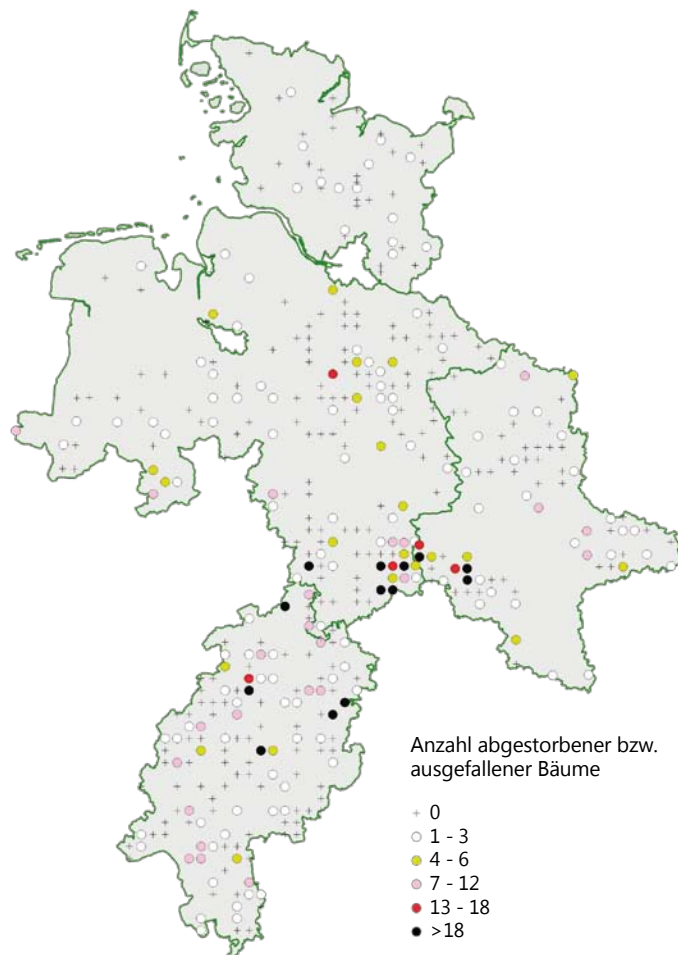 Anzahl abgestorbener bzw.
ausgefallener Bäume
0
1 - 3
4 - 6
7 - 12
13 - 18
>18